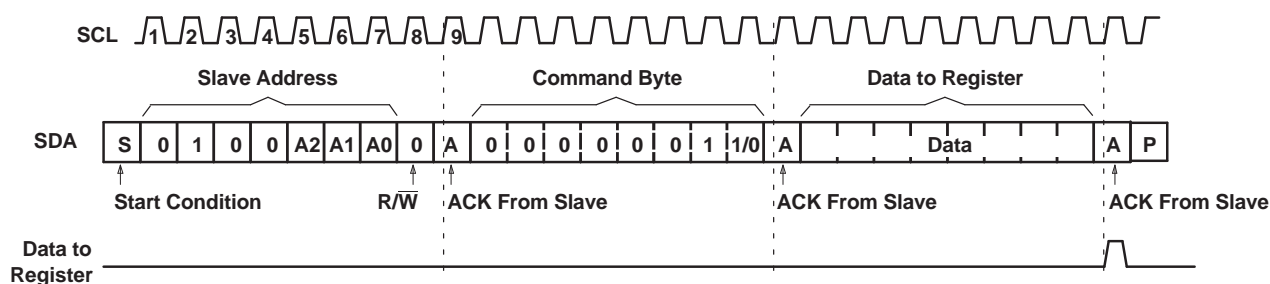 SCL 1 2 3 4 5 6 7 8 9
Slave Address Command Byte Data to Register
SDA S 0 1 0 0 A2 A1 A0 0 A 0 0 0 0 0 0 1 1/0 A Data A P
Start Condition R/W̅ ACK From Slave ACK From Slave ACK From Slave
Data to
Register